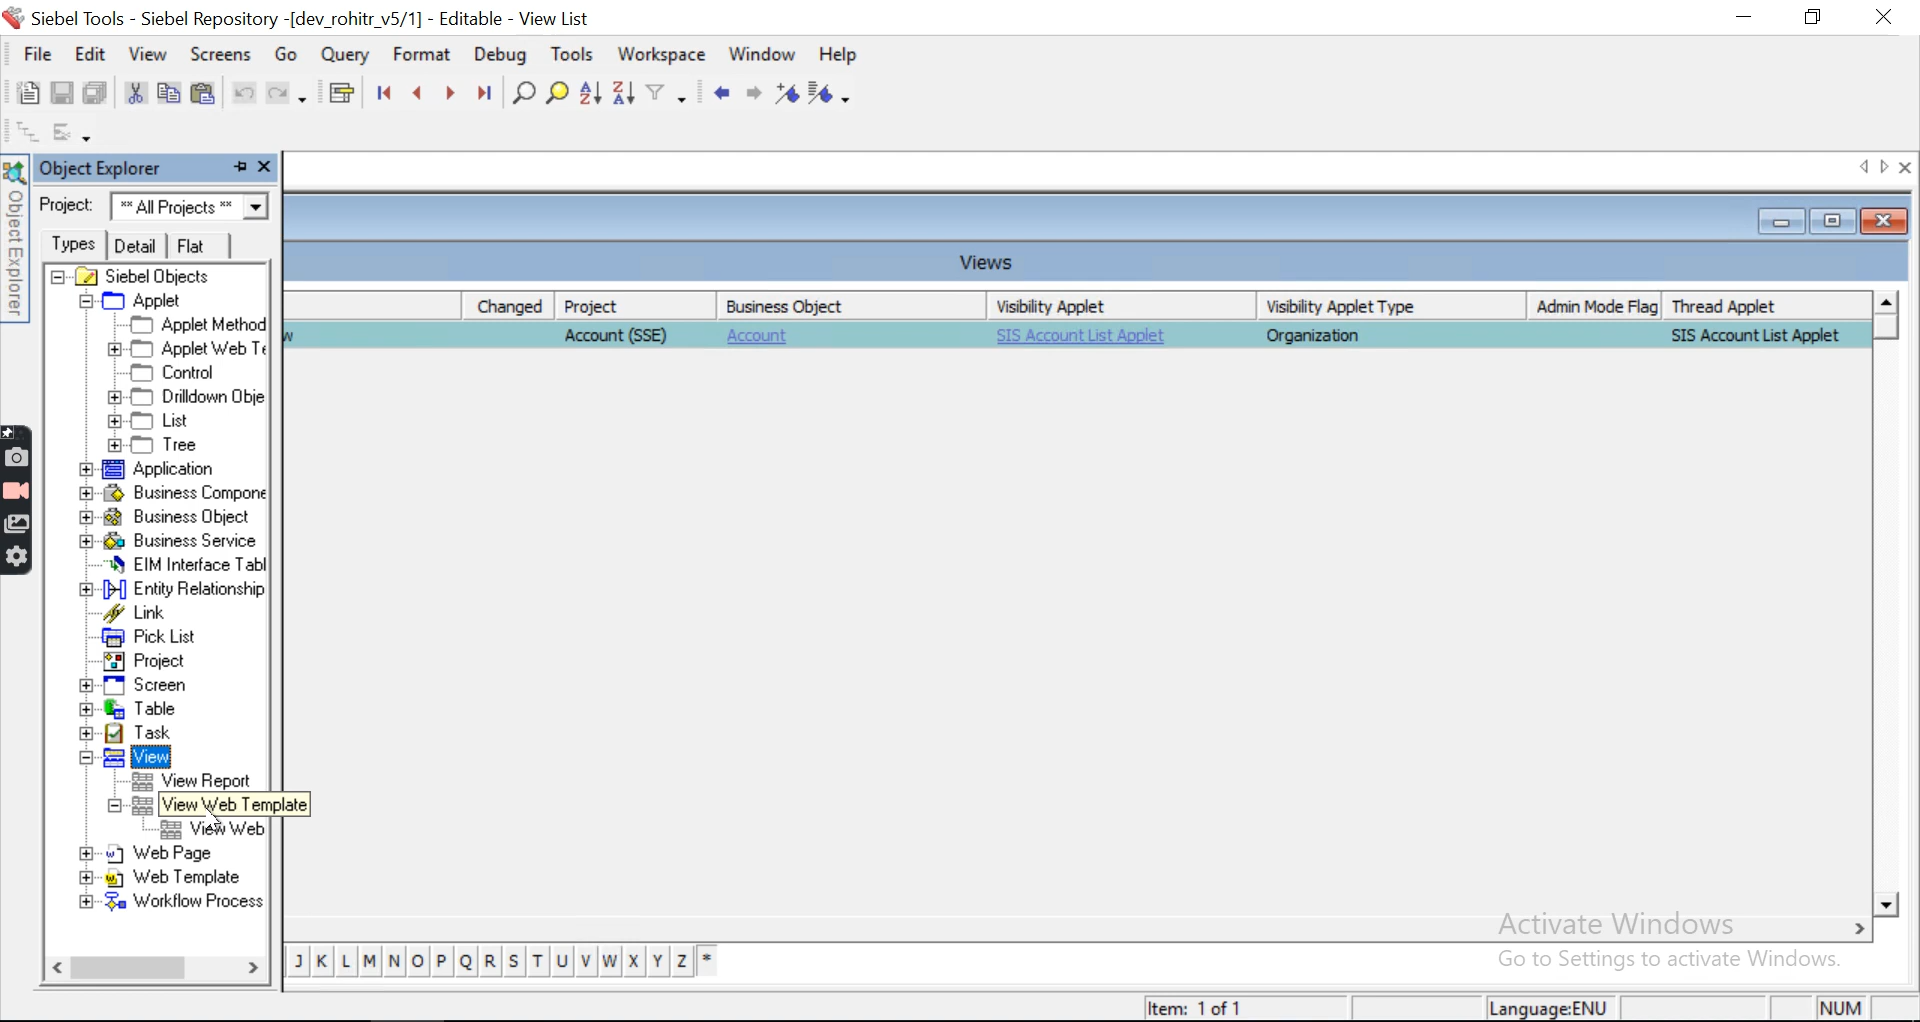 Siebel Tools - Siebel Repository -[dev_rohitr_v5/1] - Editable - View List
File Edit View Screens Go Query Format Debug Tools Workspace Window Help
Object Explorer
Object Explorer
Project: ** All Projects **
Types Detail Flat
Siebel Objects
Applet
Applet Method
Applet Web Te
Control
Drilldown Obje
List
Tree
Application
Business Compone
Business Object
Business Service
EIM Interface Tabl
Entity Relationship
Link
Pick List
Project
Screen
Table
Task
View
View Report
View Web Template
View Web
Web Page
Web Template
Workflow Process
Views
Changed Project Business Object Visibility Applet Visibility Applet Type Admin Mode Flag Thread Applet
w Account (SSE) Account SIS Account List Applet Organization SIS Account List Applet
J K L M N O P Q R S T U V W X Y Z *
Activate Windows
Go to Settings to activate Windows.
Item: 1 of 1 Language:ENU NUM